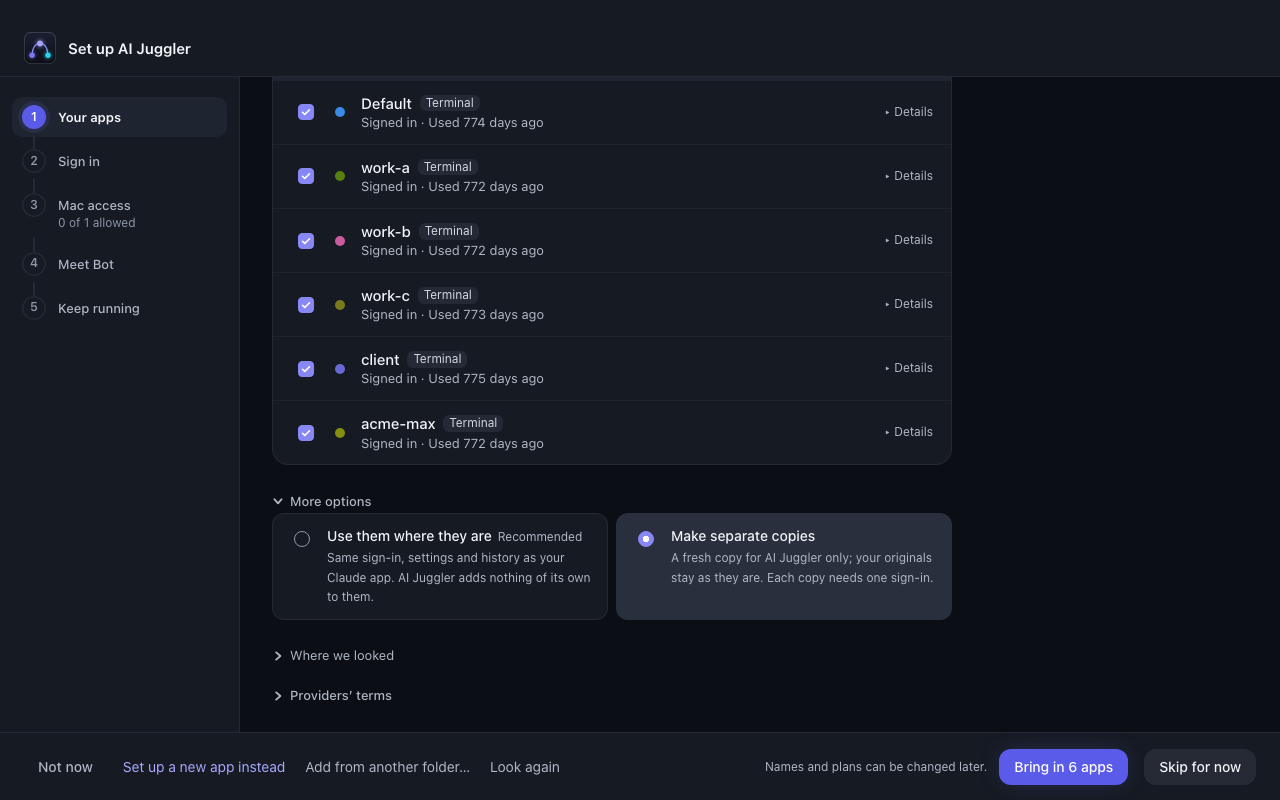 Set up AI Juggler
1 Your apps
2 Sign in
3 Mac access
0 of 1 allowed
4 Meet Bot
5 Keep running
Default Terminal
Signed in · Used 774 days ago
Details
work-a Terminal
Signed in · Used 772 days ago
Details
work-b Terminal
Signed in · Used 772 days ago
Details
work-c Terminal
Signed in · Used 773 days ago
Details
client Terminal
Signed in · Used 775 days ago
Details
acme-max Terminal
Signed in · Used 772 days ago
Details
More options
Use them where they are Recommended
Same sign-in, settings and history as your
Claude app. AI Juggler adds nothing of its own
to them.
Make separate copies
A fresh copy for AI Juggler only; your originals
stay as they are. Each copy needs one sign-in.
Where we looked
Providers’ terms
Not now
Set up a new app instead
Add from another folder...
Look again
Names and plans can be changed later.
Bring in 6 apps
Skip for now